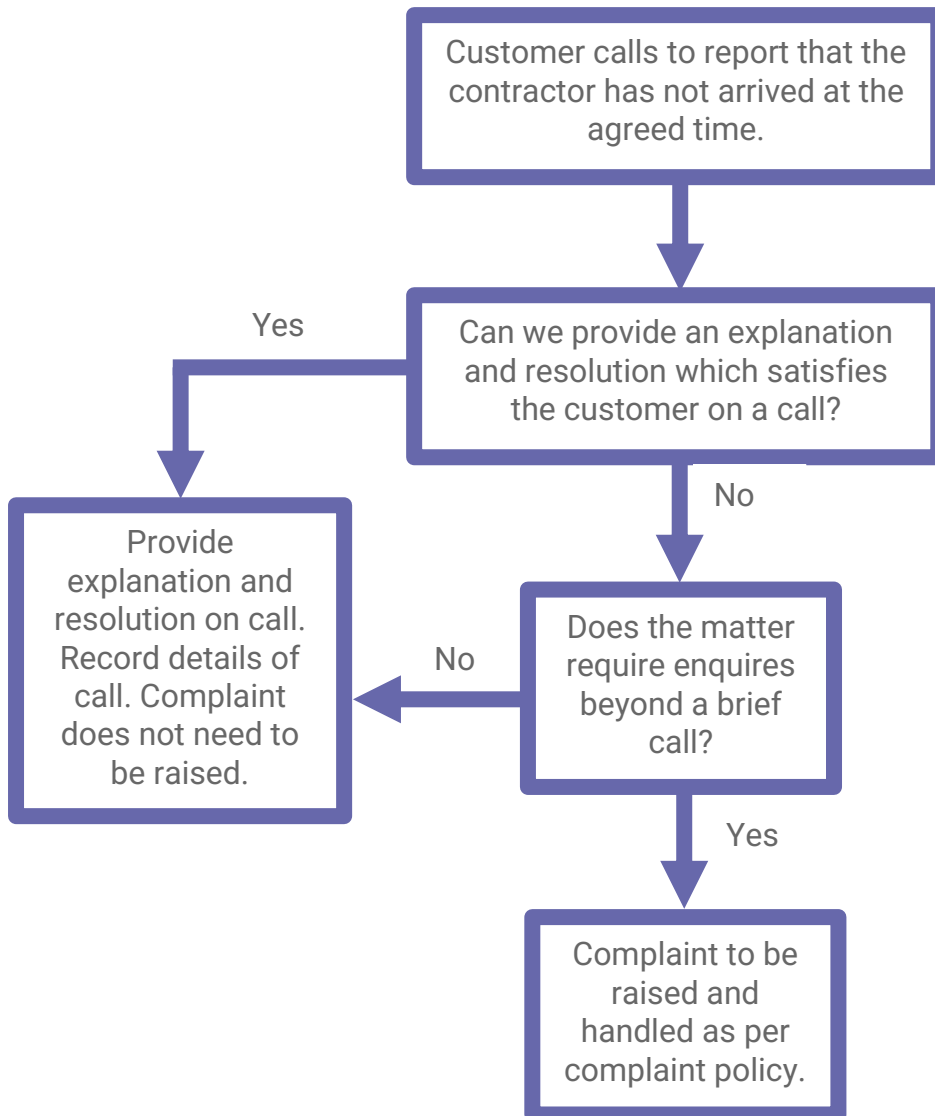 Customer calls to report that the
contractor has not arrived at the
agreed time.
Yes
Can we provide an explanation
and resolution which satisfies
the customer on a call?
No
Provide
explanation and
resolution on call.
Record details of
call. Complaint
does not need to
be raised.
No
Does the matter
require enquires
beyond a brief
call?
Yes
Complaint to be
raised and
handled as per
complaint policy.